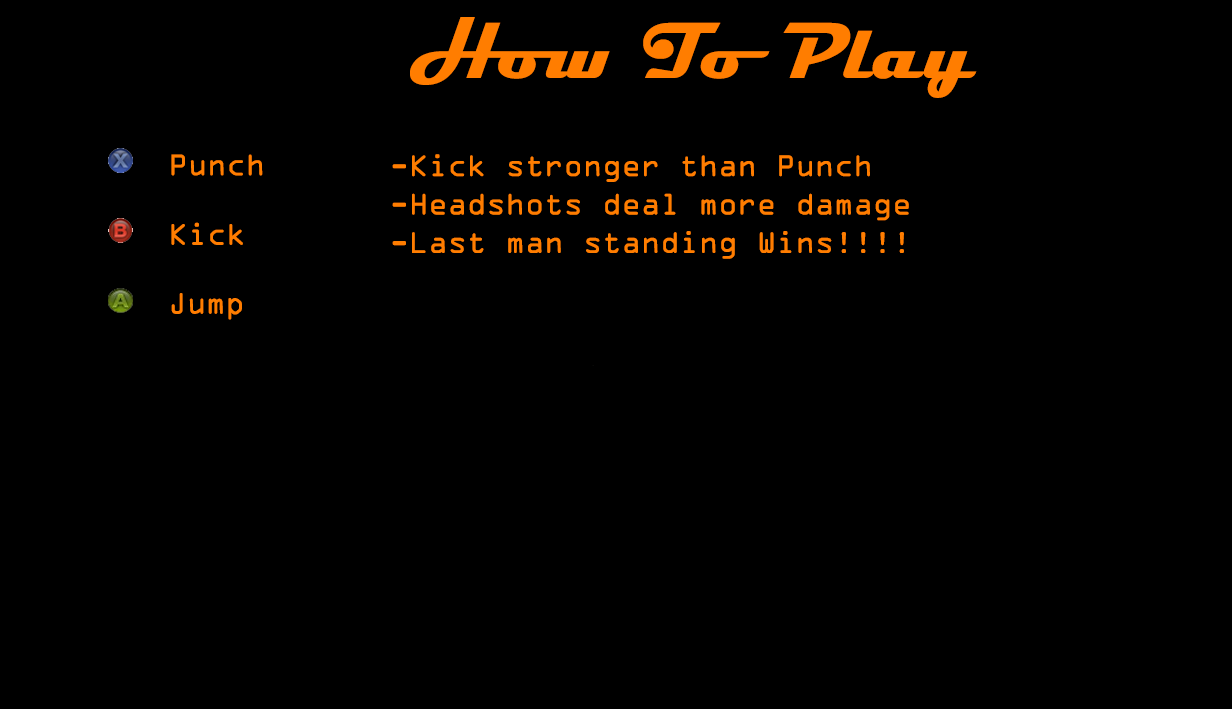 How To Play
X Punch
B Kick
A Jump
-Kick stronger than Punch
-Headshots deal more damage
-Last man standing Wins!!!!